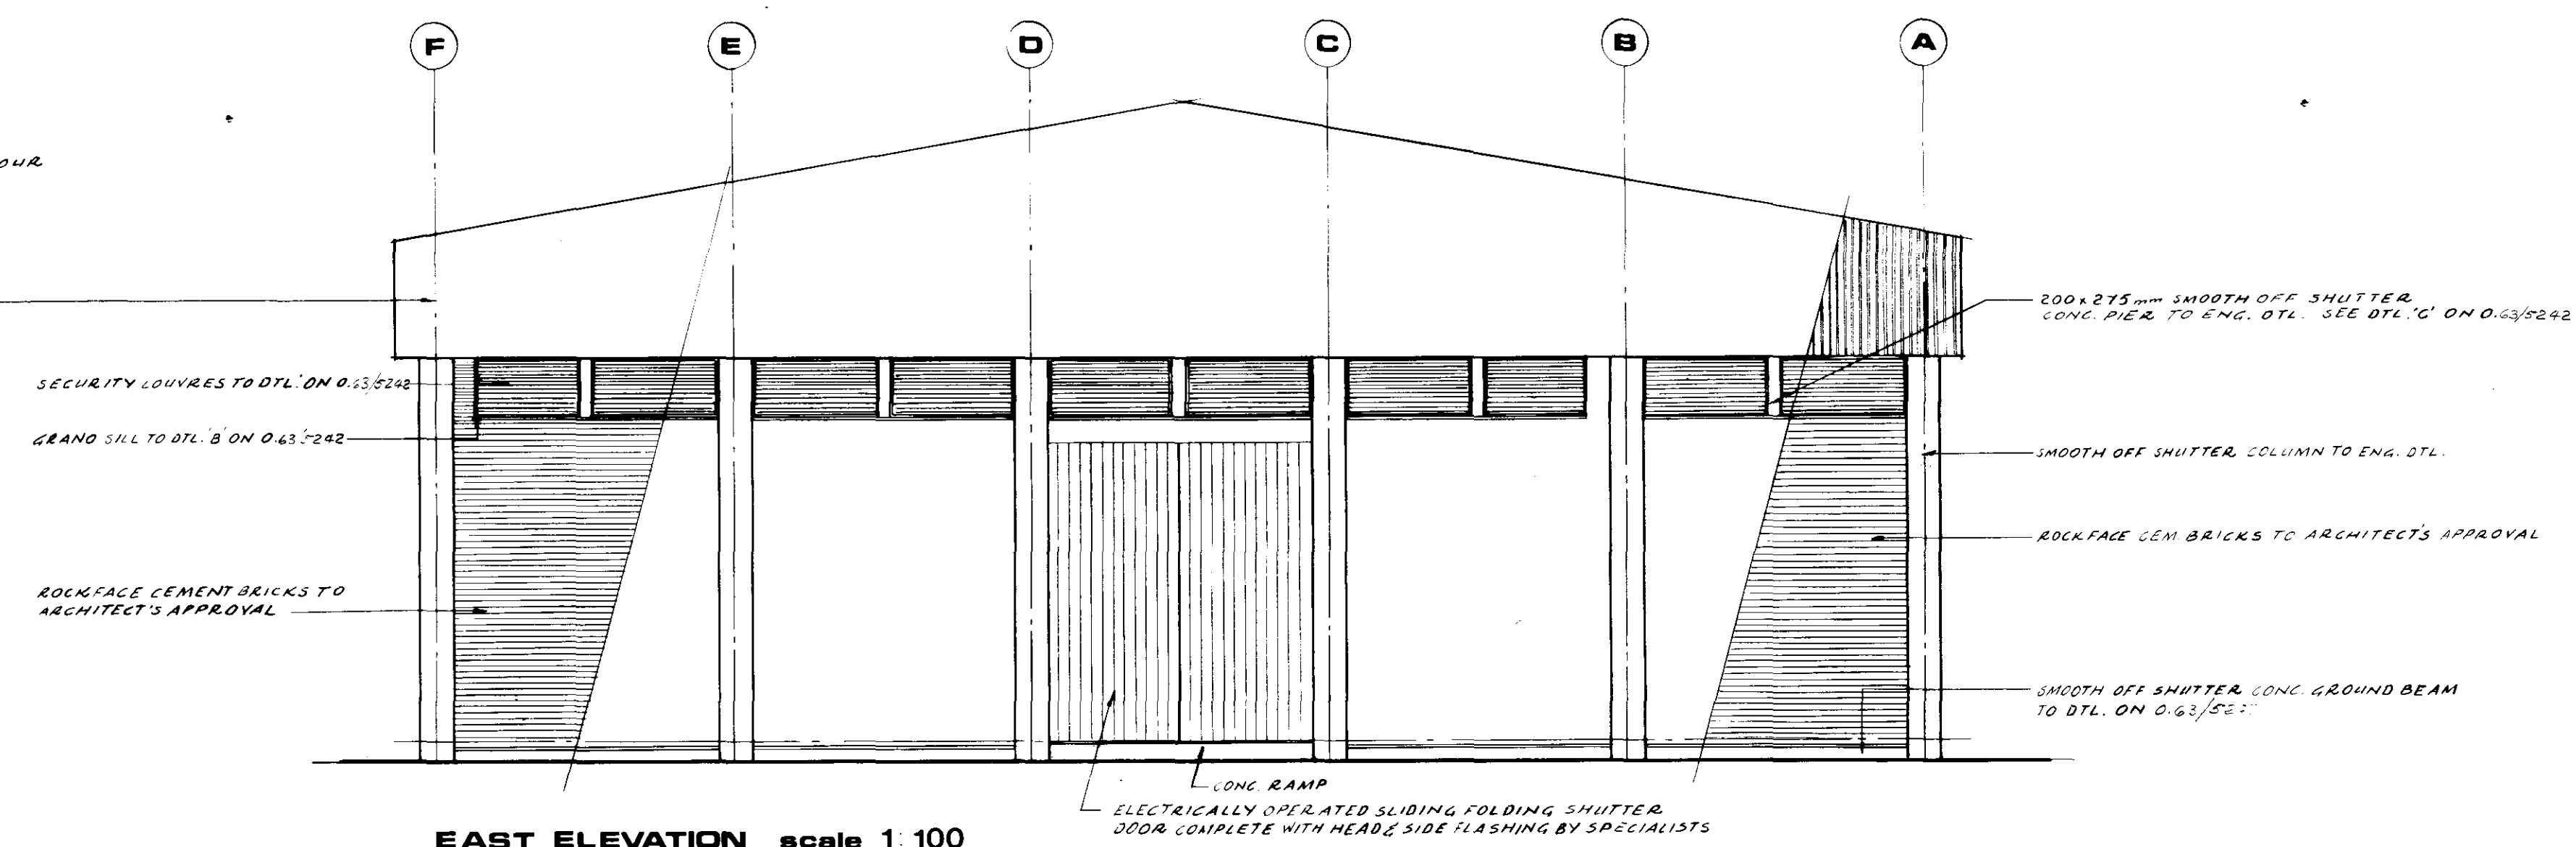 F E D C B A
OUR
200 x 275mm SMOOTH OFF SHUTTER
CONC. PIER TO ENG. DTL. SEE DTL. 'C' ON 0.63/5242
SECURITY LOUVRES TO DTL. ON 0.63/5242
GRANO SILL TO DTL. 'B' ON 0.63/5242
SMOOTH OFF SHUTTER COLUMN TO ENG. DTL.
ROCKFACE CEM. BRICKS TO ARCHITECT'S APPROVAL
ROCKFACE CEMENT BRICKS TO
ARCHITECT'S APPROVAL
SMOOTH OFF SHUTTER CONC. GROUND BEAM
TO DTL. ON
CONC. RAMP
ELECTRICALLY OPERATED SLIDING FOLDING SHUTTER
DOOR COMPLETE WITH HEAD & SIDE FLASHING BY SPECIALISTS
EAST ELEVATION scale 1:100